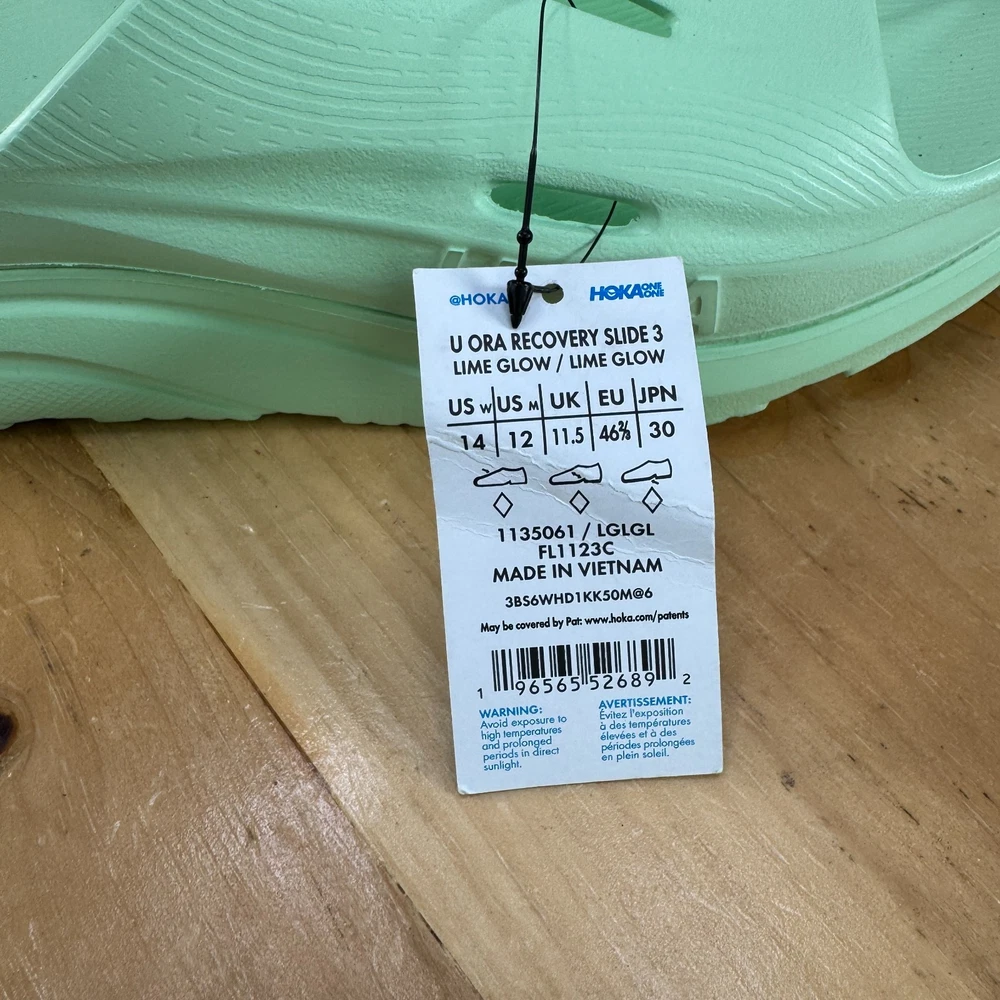 @HOKA
HOKA ONE ONE
U ORA RECOVERY SLIDE 3
LIME GLOW / LIME GLOW
US W US M UK EU JPN
14 12 11.5 46⅔ 30
1135061 / LGLGL
FL1123C
MADE IN VIETNAM
3BS6WHD1KK50M@6
May be covered by Pat: www.hoka.com/patents
1 96565 52689 2
WARNING:
Avoid exposure to
high temperatures
and prolonged
periods in direct
sunlight.
AVERTISSEMENT:
Évitez l'exposition
à des températures
élevées et à des
périodes prolongées
en plein soleil.